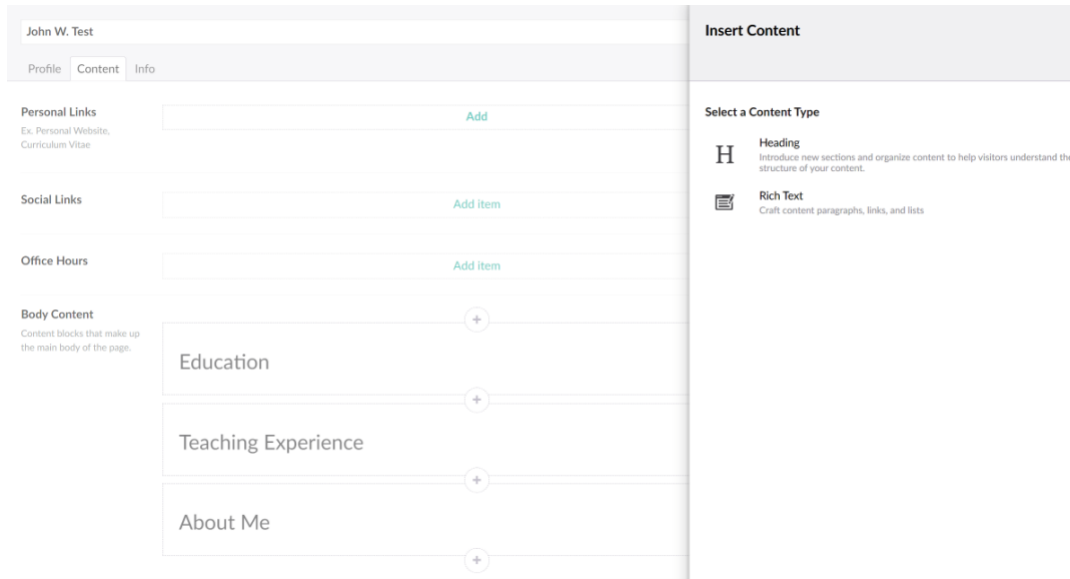 John W. Test
Profile Content Info
Personal Links
Ex. Personal Website,
Curriculum Vitae
Add
Social Links
Add item
Office Hours
Add item
Body Content
Content blocks that make up
the main body of the page.
+
Education
+
Teaching Experience
+
About Me
+
Insert Content
Select a Content Type
H
Heading
Introduce new sections and organize content to help visitors understand the
structure of your content.
Rich Text
Craft content paragraphs, links, and lists